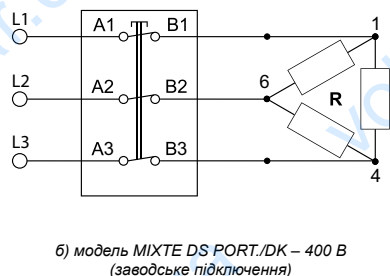 L1 A1 B1 1
L2 A2 B2 6
R
L3 A3 B3
4
б) модель MIXTE DS PORT./DK – 400 В
(заводське підключення)